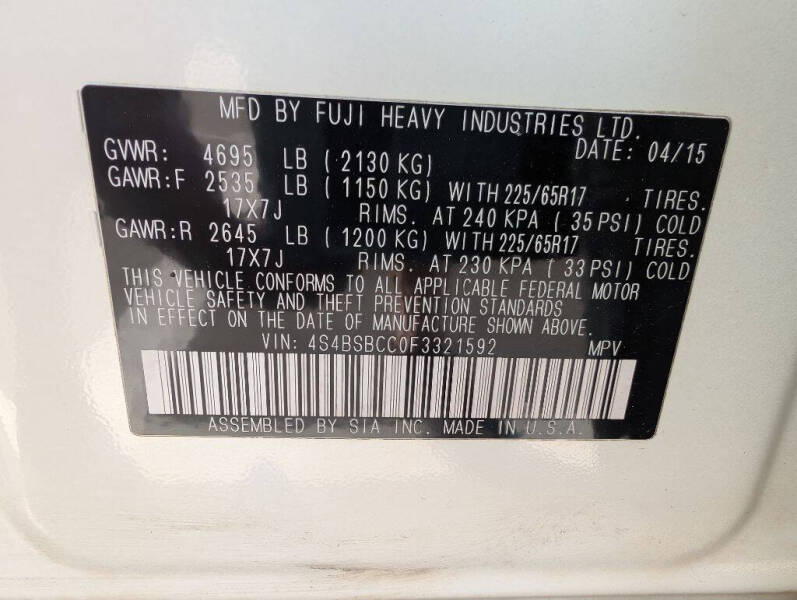 MFD BY FUJI HEAVY INDUSTRIES LTD.
GVWR: 4695 LB ( 2130 KG) DATE: 04/15
GAWR:F 2535 LB ( 1150 KG) WITH 225/65R17 TIRES.
17X7J RIMS. AT 240 KPA ( 35 PSI) COLD
GAWR:R 2645 LB ( 1200 KG) WITH 225/65R17 TIRES.
17X7J RIMS. AT 230 KPA ( 33 PSI) COLD
THIS VEHICLE CONFORMS TO ALL APPLICABLE FEDERAL MOTOR
VEHICLE SAFETY AND THEFT PREVENTION STANDARDS
IN EFFECT ON THE DATE OF MANUFACTURE SHOWN ABOVE.
VIN: 4S4BSBCC0F3321592 MPV
ASSEMBLED BY SIA INC. MADE IN U.S.A.